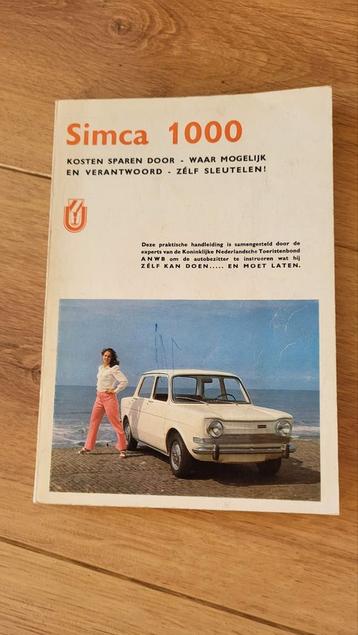 Simca 1000
KOSTEN SPAREN DOOR - WAAR MOGELIJK
EN VERANTWOORD - ZÉLF SLEUTELEN!
Deze praktische handleiding is samengesteld door de
experts van de Koninklijke Nederlandsche Toeristenbond
ANWB om de autobezitter te instrueren wat hij
ZÉLF KAN DOEN..... EN MOET LATEN.